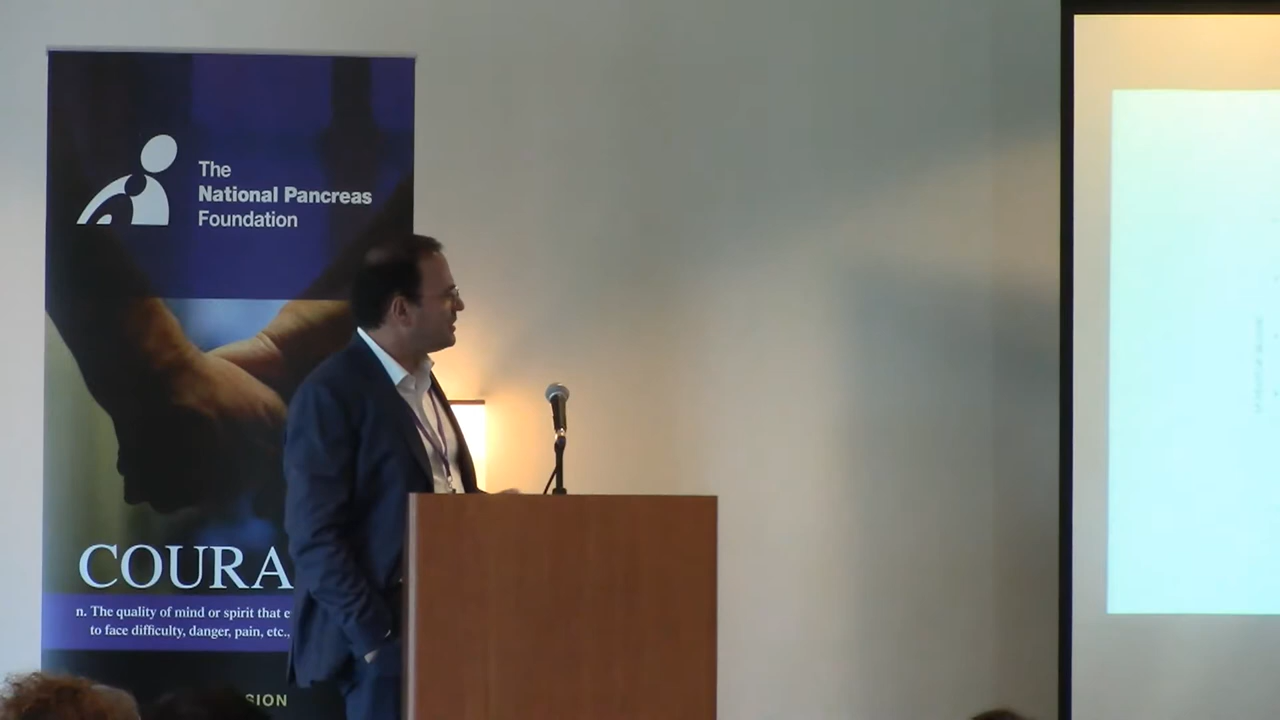 The
National Pancreas
Foundation
COURA
n. The quality of mind or spirit that e
to face difficulty, danger, pain, etc.,
SION